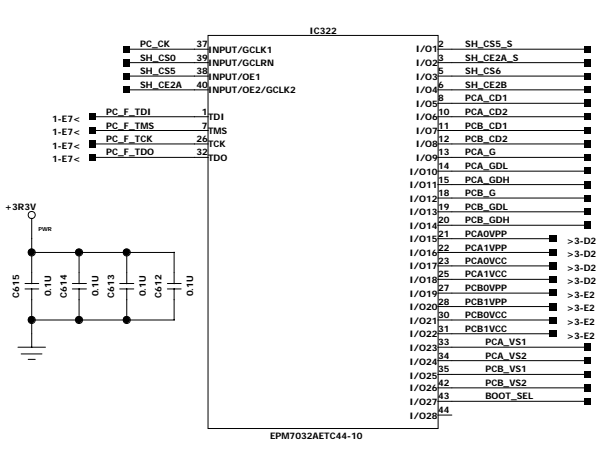 IC322
PC_CK 37 INPUT/GCLK1
SH_CS0 39 INPUT/GCLRN
SH_CS5 38 INPUT/OE1
SH_CE2A 40 INPUT/OE2/GCLK2
1-E7< PC_F_TDI 1 TDI
1-E7< PC_F_TMS 7 TMS
1-E7< PC_F_TCK 26 TCK
1-E7< PC_F_TDO 32 TDO
I/O1 2 SH_CS5_S
I/O2 3 SH_CE2A_S
I/O3 5 SH_CS6
I/O4 6 SH_CE2B
I/O5 8 PCA_CD1
I/O6 10 PCA_CD2
I/O7 11 PCB_CD1
I/O8 12 PCB_CD2
I/O9 13 PCA_G
I/O10 14 PCA_GDL
I/O11 15 PCA_GDH
I/O12 18 PCB_G
I/O13 19 PCB_GDL
I/O14 20 PCB_GDH
I/O15 21 PCA0VPP >3-D2
I/O16 22 PCA1VPP >3-D2
I/O17 23 PCA0VCC >3-D2
I/O18 25 PCA1VCC >3-D2
I/O19 27 PCB0VPP >3-E2
I/O20 28 PCB1VPP >3-E2
I/O21 30 PCB0VCC >3-E2
I/O22 31 PCB1VCC >3-E2
I/O23 33 PCA_VS1
I/O24 34 PCA_VS2
I/O25 35 PCB_VS1
I/O26 42 PCB_VS2
I/O27 43 BOOT_SEL
I/O28 44
+3R3V
PWR
C615 0.1U
C614 0.1U
C613 0.1U
C612 0.1U
EPM7032AETC44-10